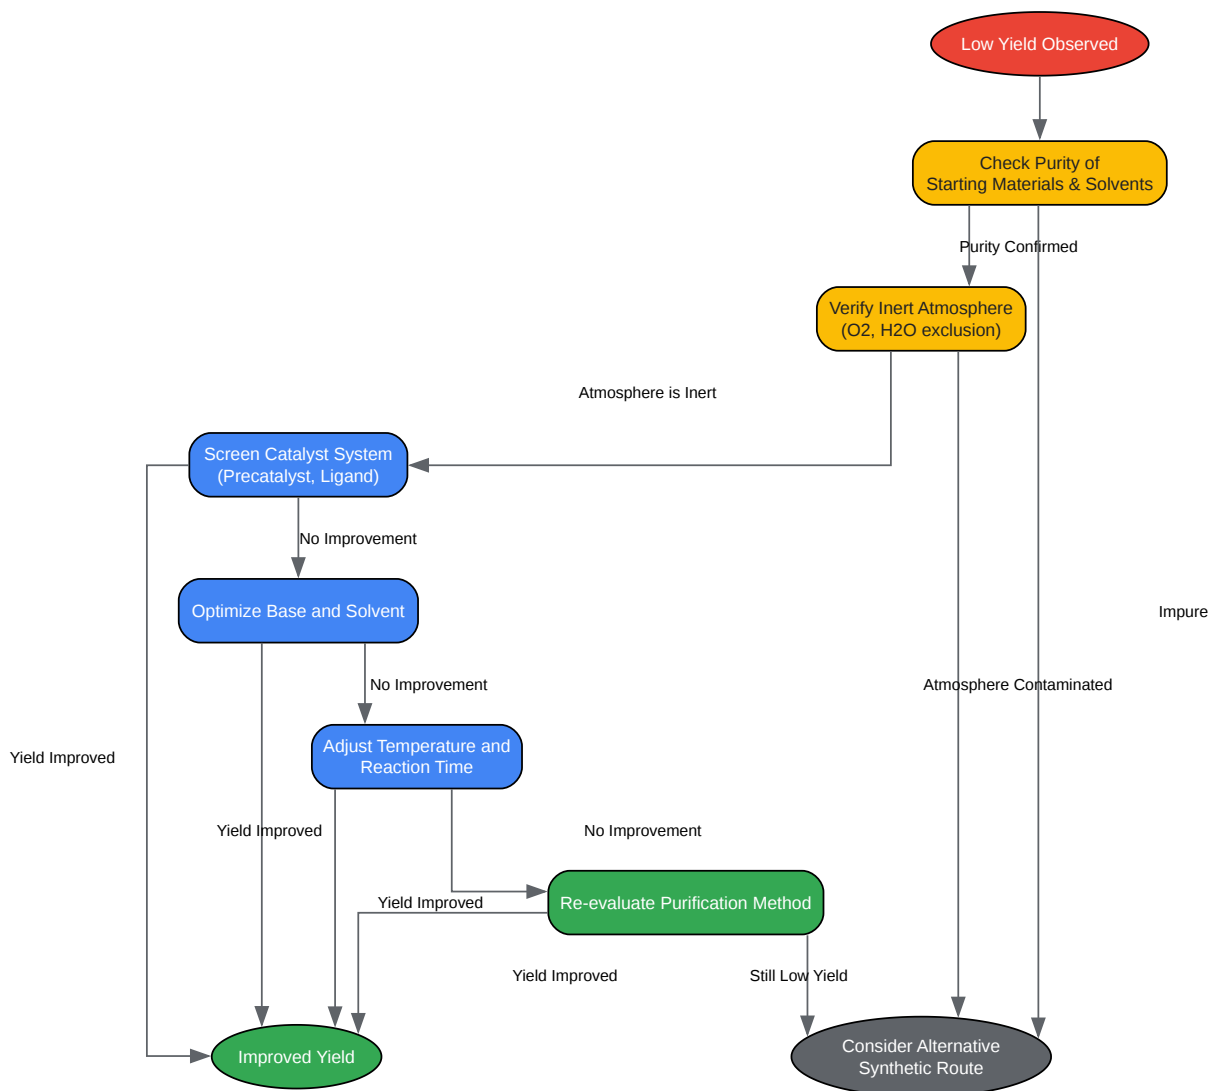 Low Yield Observed
Check Purity of
Starting Materials & Solvents
Purity Confirmed
Verify Inert Atmosphere
(O2, H2O exclusion)
Atmosphere is Inert
Screen Catalyst System
(Precatalyst, Ligand)
No Improvement
Optimize Base and Solvent
Impure
No Improvement
Atmosphere Contaminated
Adjust Temperature and
Reaction Time
Yield Improved
Yield Improved
No Improvement
Yield Improved
Re-evaluate Purification Method
Yield Improved
Still Low Yield
Improved Yield
Consider Alternative
Synthetic Route